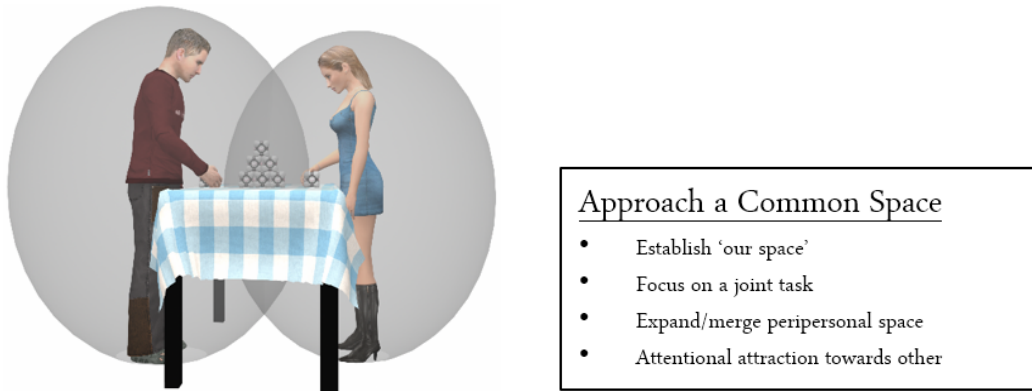 Approach a Common Space
• Establish ‘our space’
• Focus on a joint task
• Expand/merge peripersonal space
• Attentional attraction towards other